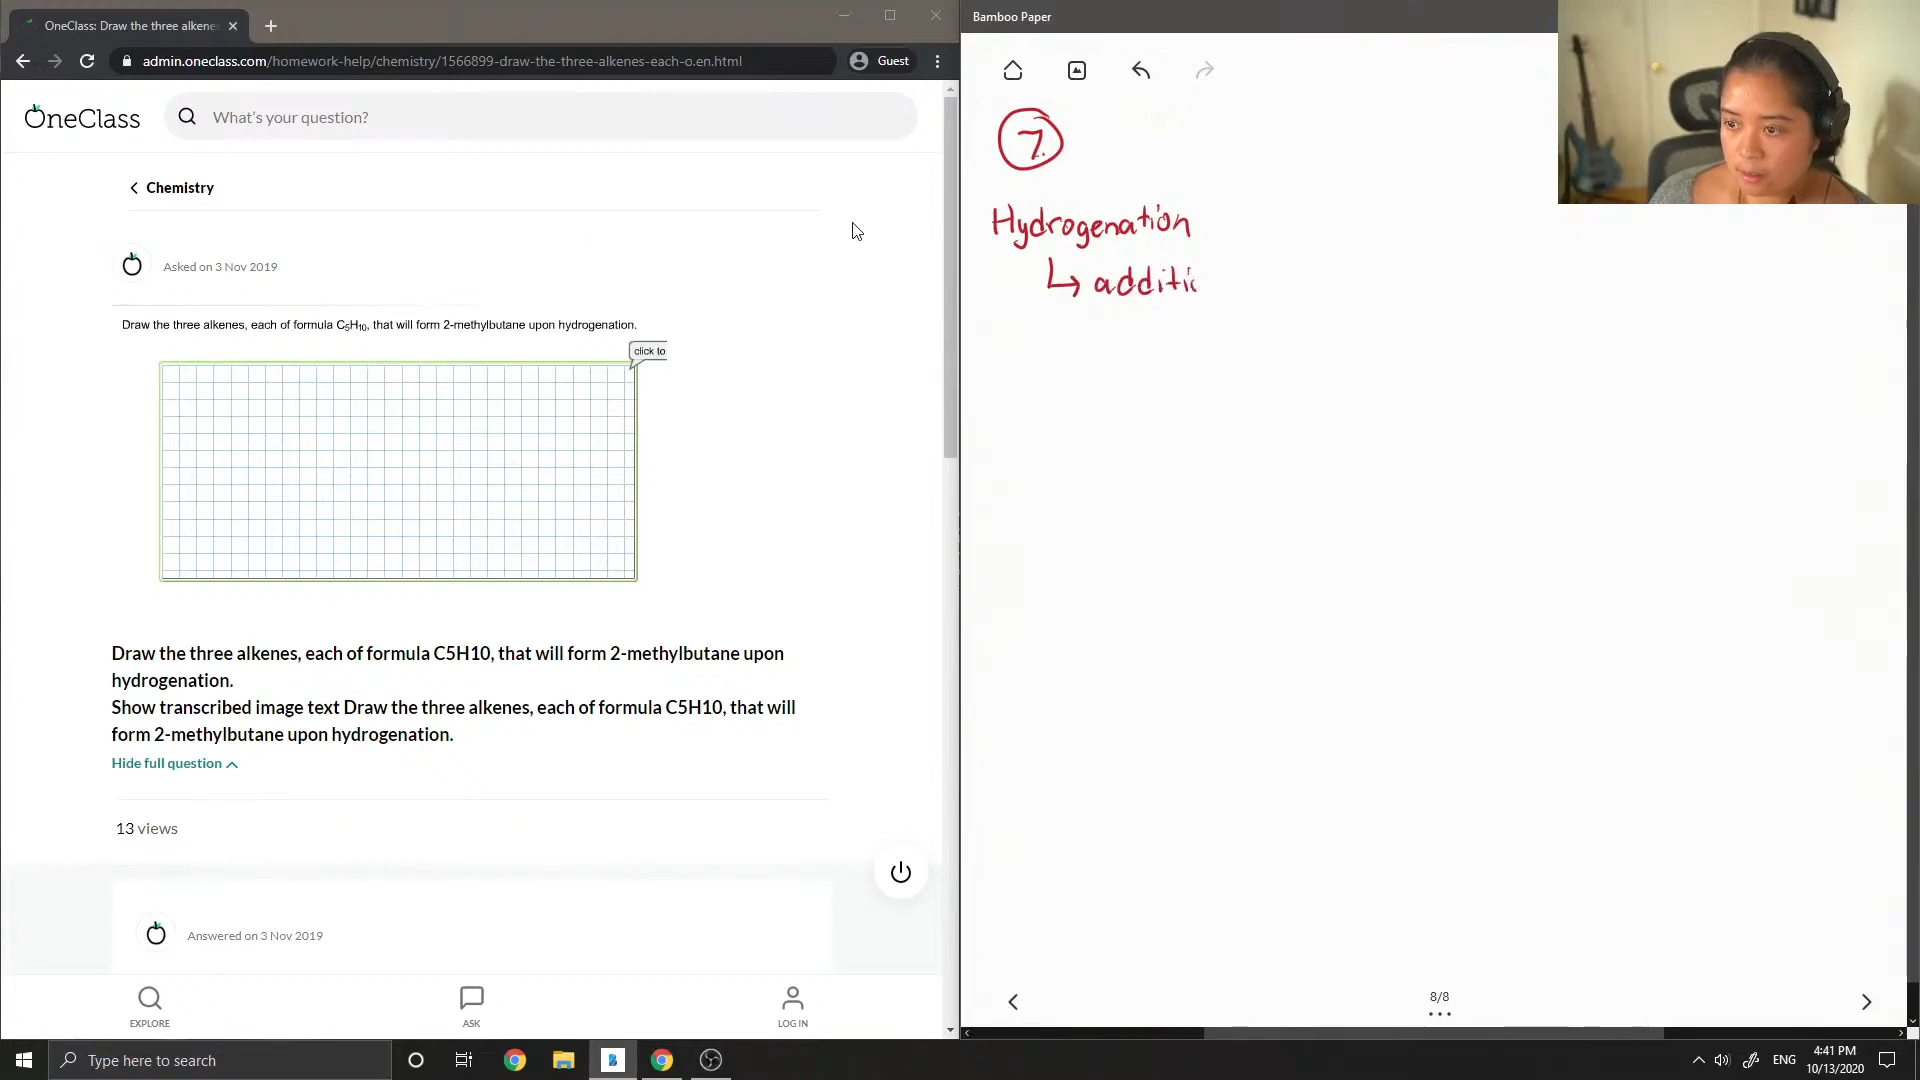 OneClass: Draw the three alkene
Bamboo Paper
admin.oneclass.com/homework-help/chemistry/1566899-draw-the-three-alkenes-each-o.en.html
Guest
OneClass
What's your question?
Chemistry
Asked on 3 Nov 2019
Draw the three alkenes, each of formula C₅H₁₀, that will form 2-methylbutane upon hydrogenation.
click to
Draw the three alkenes, each of formula C5H10, that will form 2-methylbutane upon
hydrogenation.
Show transcribed image text Draw the three alkenes, each of formula C5H10, that will
form 2-methylbutane upon hydrogenation.
Hide full question
13 views
Answered on 3 Nov 2019
EXPLORE
ASK
LOG IN
7.
Hydrogenation
↳ additi
8/8
Type here to search
ENG
4:41 PM
10/13/2020